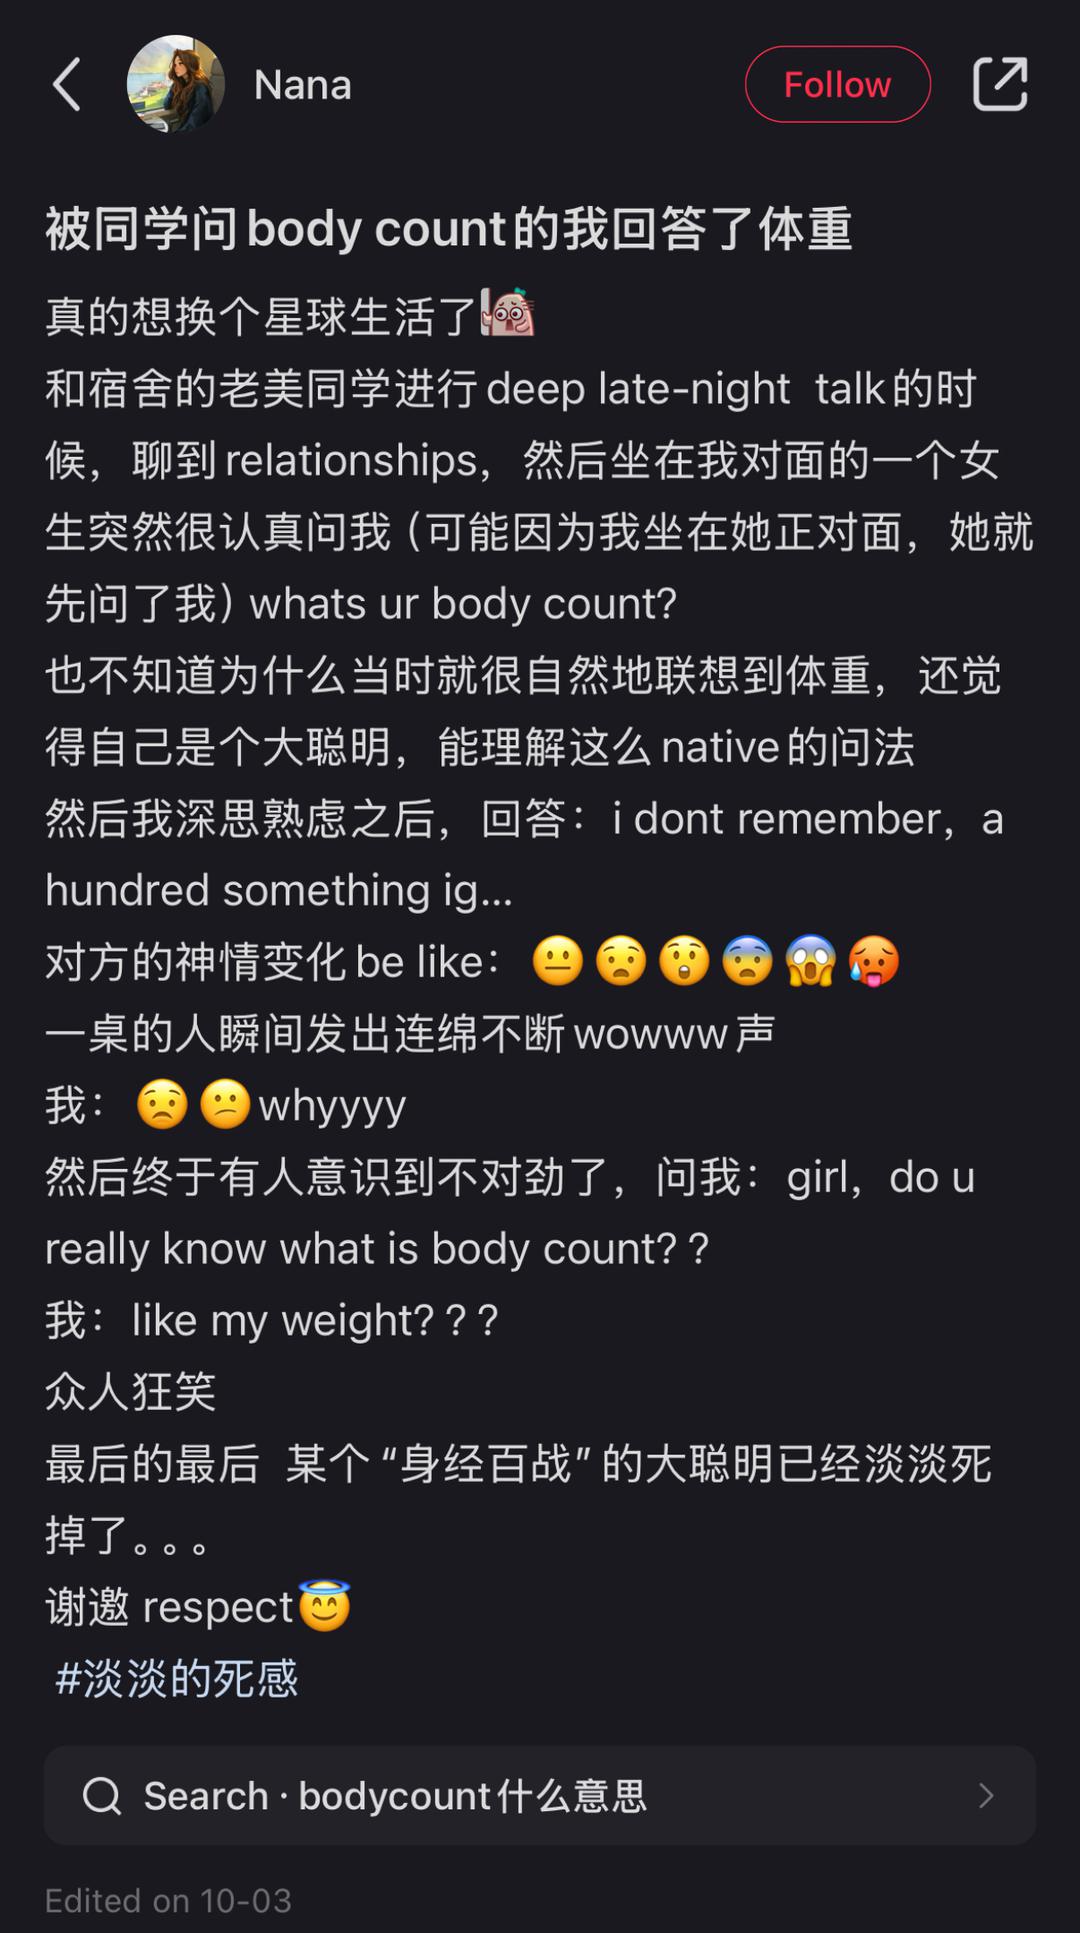 Nana
Follow
被同学问body count的我回答了体重
真的想换个星球生活了
和宿舍的老美同学进行deep late-night talk的时
候，聊到relationships，然后坐在我对面的一个女
生突然很认真问我（可能因为我坐在她正对面，她就
先问了我）whats ur body count?
也不知道为什么当时就很自然地联想到体重，还觉
得自己是个大聪明，能理解这么native的问法
然后我深思熟虑之后，回答：i dont remember，a
hundred something ig...
对方的神情变化be like：😐😧😲😨😱🥵
一桌的人瞬间发出连绵不断wowww声
我：😟😕whyyyy
然后终于有人意识到不对劲了，问我：girl，do u
really know what is body count?？
我：like my weight?？？
众人狂笑
最后的最后 某个“身经百战”的大聪明已经淡淡死
掉了。。。
谢邀 respect😇
#淡淡的死感
Search · bodycount什么意思
Edited on 10-03